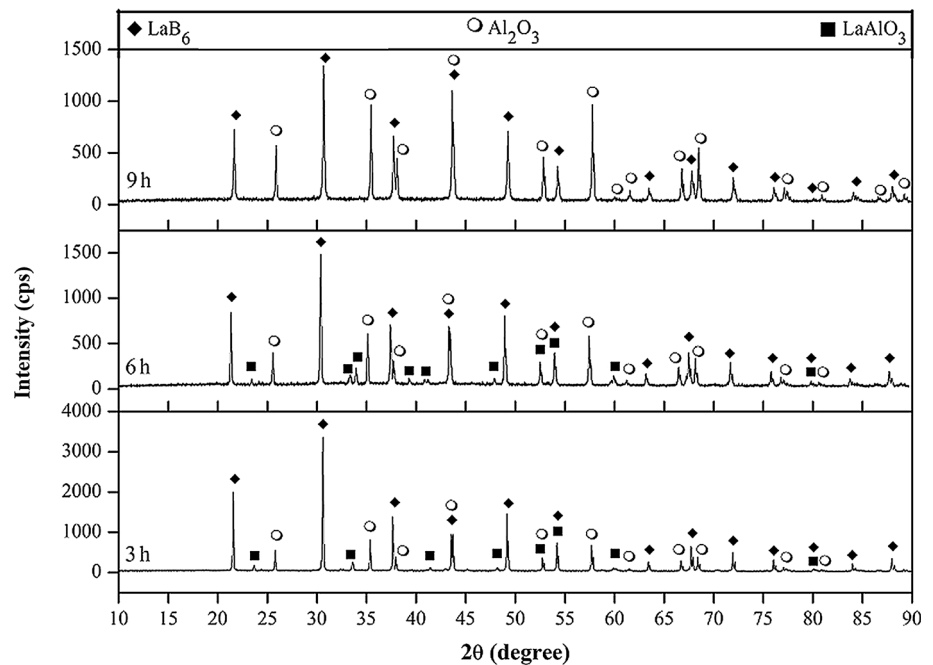 ◆ LaB6 ○ Al2O3 ■ LaAlO3
1500
1000
500
0
9 h
1500
1000
500
0
6 h
4000
3000
2000
1000
0
3 h
Intensity (cps)
10 15 20 25 30 35 40 45 50 55 60 65 70 75 80 85 90
2θ (degree)